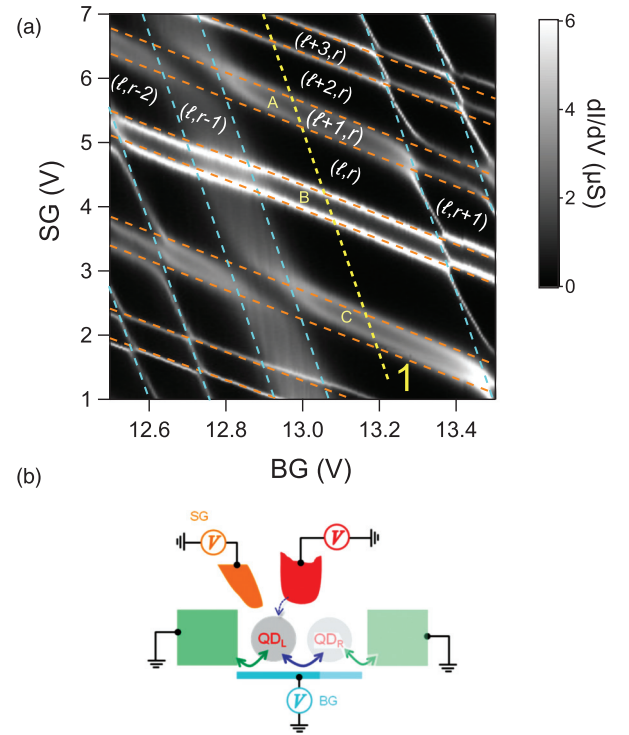 (a)
7
6
5
4
3
2
1
SG (V)
(ℓ+3,r)
(ℓ+2,r)
(ℓ,r-2)
(ℓ,r-1)
A
(ℓ+1,r)
(ℓ,r)
B
(ℓ,r+1)
C
1
12.6 12.8 13.0 13.2 13.4
BG (V)
6
4
2
0
dI/dV (μS)
(b)
SG
V
V
QDL
QDR
V
BG